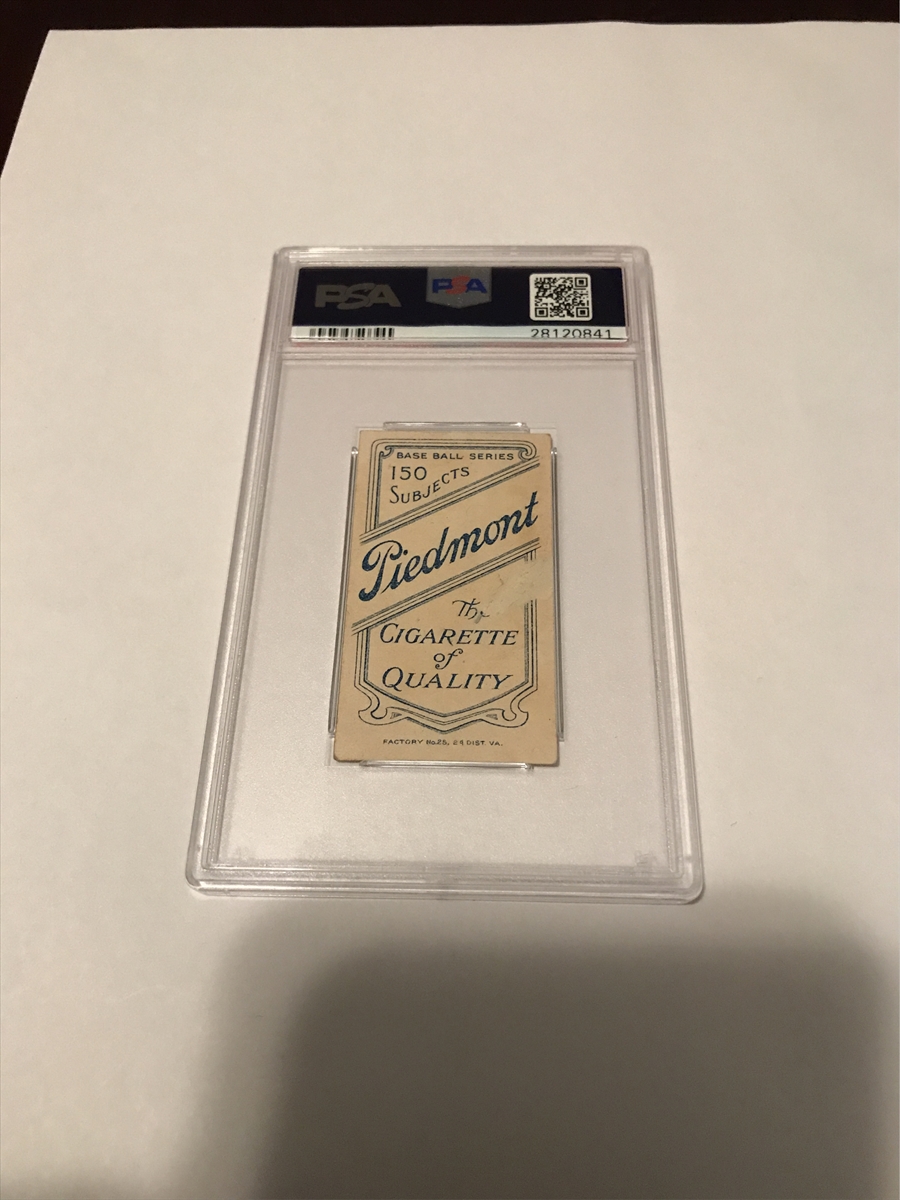 PSA
PSA
28120841
BASE BALL SERIES
150
SUBJECTS
Piedmont
The
CIGARETTE
of
QUALITY
FACTORY No 25, 2d DIST. VA.